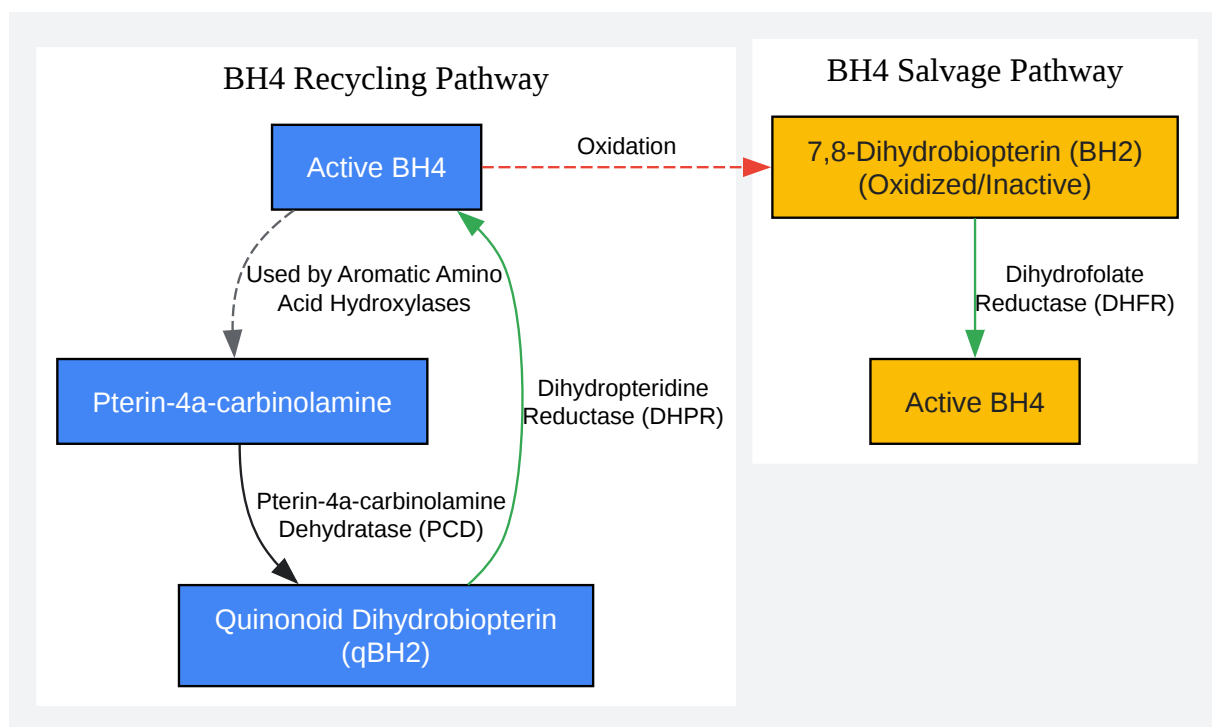 BH4 Recycling Pathway
Active BH4
Used by Aromatic Amino
Acid Hydroxylases
Pterin-4a-carbinolamine
Pterin-4a-carbinolamine
Dehydratase (PCD)
Quinonoid Dihydrobiopterin
(qBH2)
Dihydropteridine
Reductase (DHPR)
Oxidation
BH4 Salvage Pathway
7,8-Dihydrobiopterin (BH2)
(Oxidized/Inactive)
Dihydrofolate
Reductase (DHFR)
Active BH4